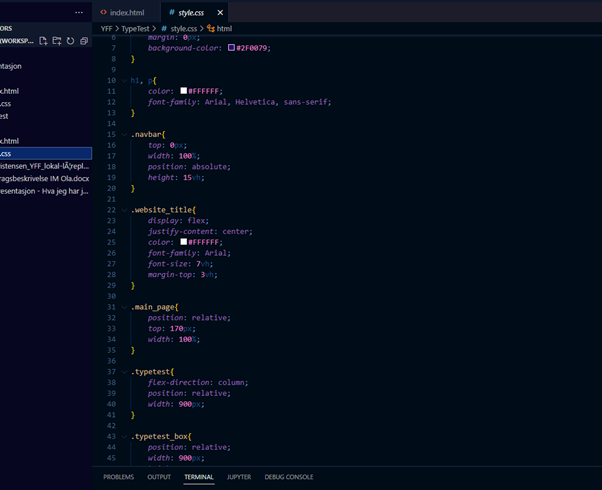 index.html
# style.css
YFF > TypeTest > # style.css > html
ORS
(WORKSP...
ntasjon
x.html
.css
est
x.html
.css
istensen_YFF_lokal-
ragsbeskrivelse IM Ola.docx
resentasjon - Hva jeg har j...
6 margin: 0px;
7 background-color: #2F0079;
8 }
9
10 h1, p{
11 color: #FFFFFF;
12 font-family: Arial, Helvetica, sans-serif;
13 }
14
15 .navbar{
16 top: 0px;
17 width: 100%;
18 position: absolute;
19 height: 15vh;
20 }
21
22 .website_title{
23 display: flex;
24 justify-content: center;
25 color: #FFFFFF;
26 font-family: Arial;
27 font-size: 7vh;
28 margin-top: 3vh;
29 }
30
31 .main_page{
32 position: relative;
33 top: 170px;
34 width: 100%;
35 }
36
37 .typetest{
38 flex-direction: column;
39 position: relative;
40 width: 900px;
41 }
42
43 .typetest_box{
44 position: relative;
45 width: 900px;
PROBLEMS OUTPUT TERMINAL JUPYTER DEBUG CONSOLE